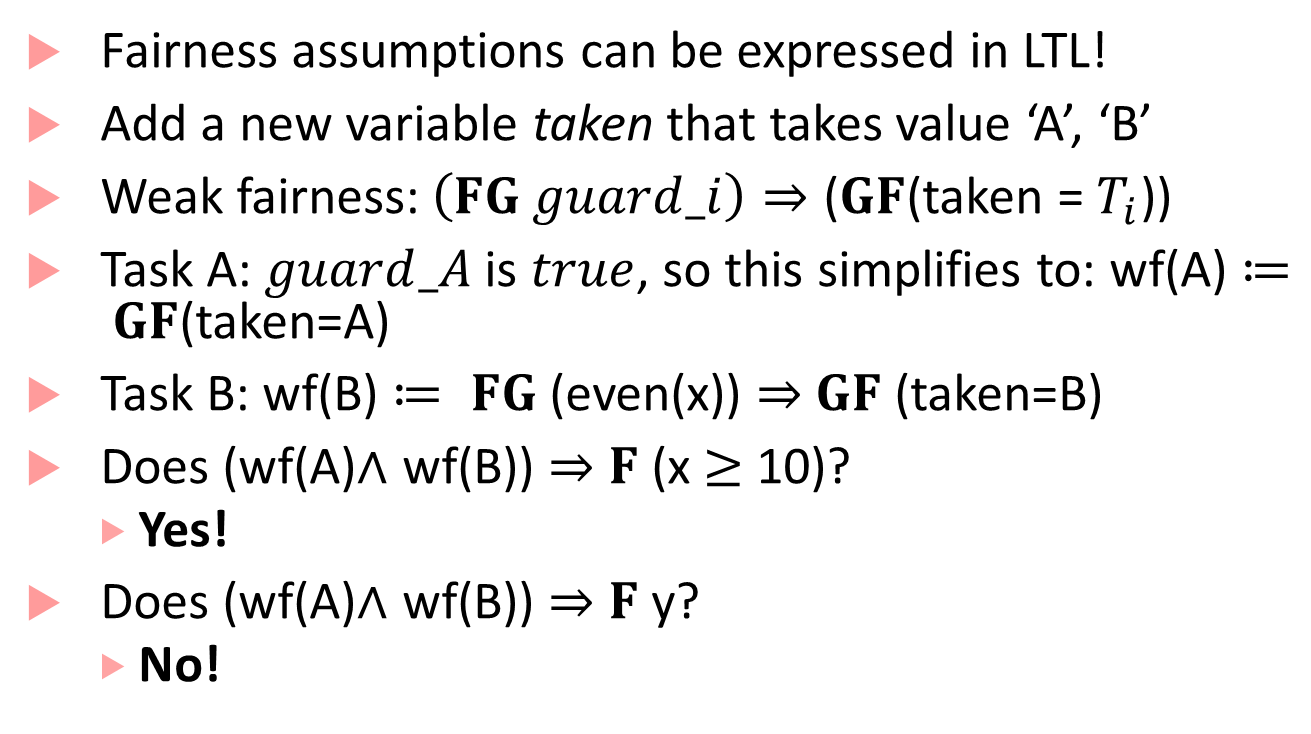 Fairness assumptions can be expressed in LTL!
Add a new variable taken that takes value ‘A’, ‘B’
Weak fairness: (FG guard_i) ⇒ (GF(taken = Tᵢ))
Task A: guard_A is true, so this simplifies to: wf(A) ≔
GF(taken=A)
Task B: wf(B) ≔ FG (even(x)) ⇒ GF (taken=B)
Does (wf(A)∧ wf(B)) ⇒ F (x ≥ 10)?
Yes!
Does (wf(A)∧ wf(B)) ⇒ F y?
No!